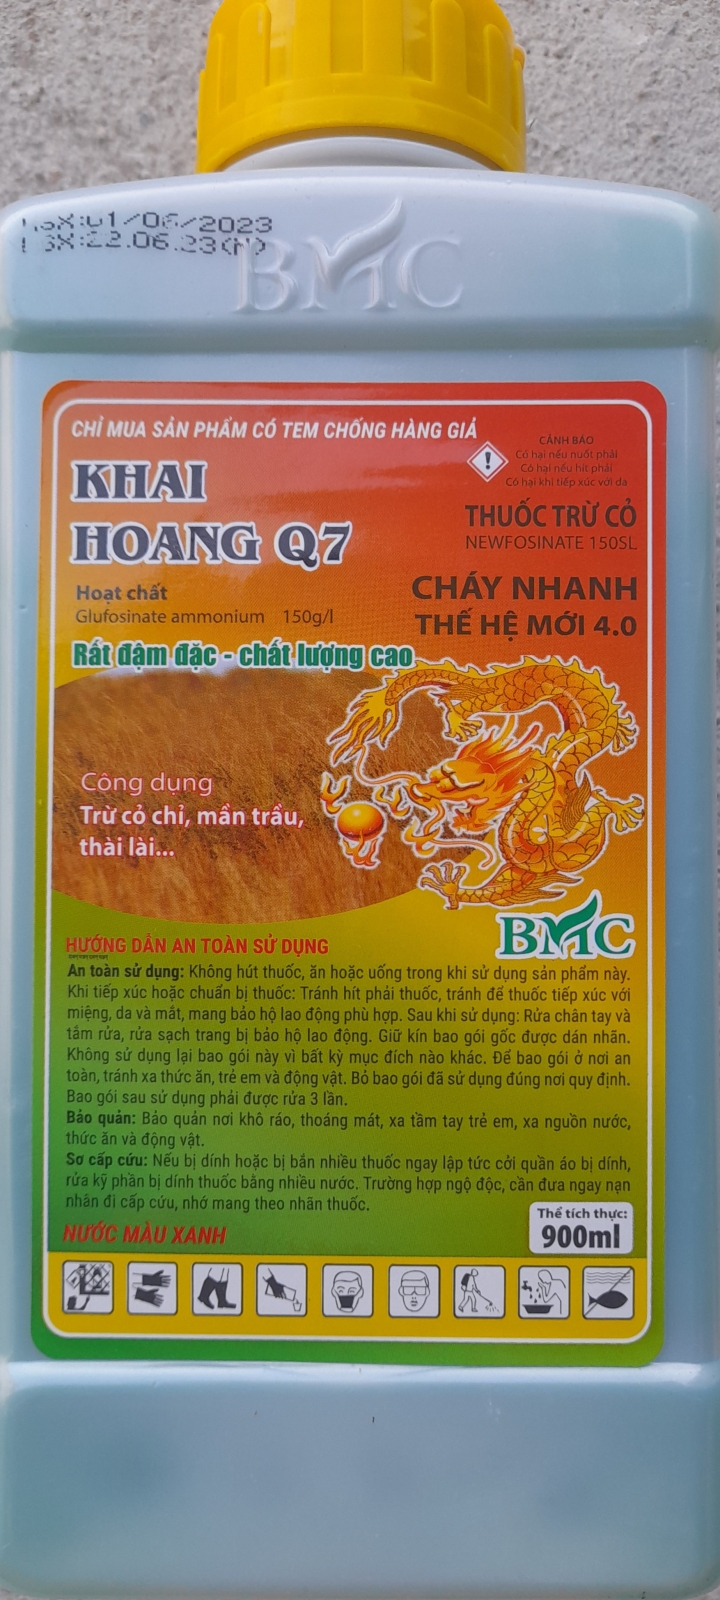 NSX:01/06/2023
ĐSX:22.06.23(N)
BMC
CHỈ MUA SẢN PHẨM CÓ TEM CHỐNG HÀNG GIẢ
KHAI
HOANG Q7
CẢNH BÁO
Có hại nếu nuốt phải
Có hại nếu hít phải
Có hại khi tiếp xúc với da
THUỐC TRỪ CỎ
NEWFOSINATE 150SL
Hoạt chất
Glufosinate ammonium 150g/l
CHÁY NHANH
THẾ HỆ MỚI 4.0
Rất đậm đặc - chất lượng cao
Công dụng
Trừ cỏ chỉ, mần trầu,
thài lài...
BMC
HƯỚNG DẪN AN TOÀN SỬ DỤNG
An toàn sử dụng: Không hút thuốc, ăn hoặc uống trong khi sử dụng sản phẩm này.
Khi tiếp xúc hoặc chuẩn bị thuốc: Tránh hít phải thuốc, tránh để thuốc tiếp xúc với
miệng, da và mắt, mang bảo hộ lao động phù hợp. Sau khi sử dụng: Rửa chân tay và
tắm rửa, rửa sạch trang bị bảo hộ lao động. Giữ kín bao gói gốc được dán nhãn.
Không sử dụng lại bao gói này vì bất kỳ mục đích nào khác. Để bao gói ở nơi an
toàn, tránh xa thức ăn, trẻ em và động vật. Bỏ bao gói đã sử dụng đúng nơi quy định.
Bao gói sau sử dụng phải được rửa 3 lần.
Bảo quản: Bảo quản nơi khô ráo, thoáng mát, xa tầm tay trẻ em, xa nguồn nước,
thức ăn và động vật.
Sơ cấp cứu: Nếu bị dính hoặc bị bắn nhiều thuốc ngay lập tức cởi quần áo bị dính,
rửa kỹ phần bị dính thuốc bằng nhiều nước. Trường hợp ngộ độc, cần đưa ngay nạn
nhân đi cấp cứu, nhớ mang theo nhãn thuốc.
NƯỚC MÀU XANH
Thể tích thực:
900ml